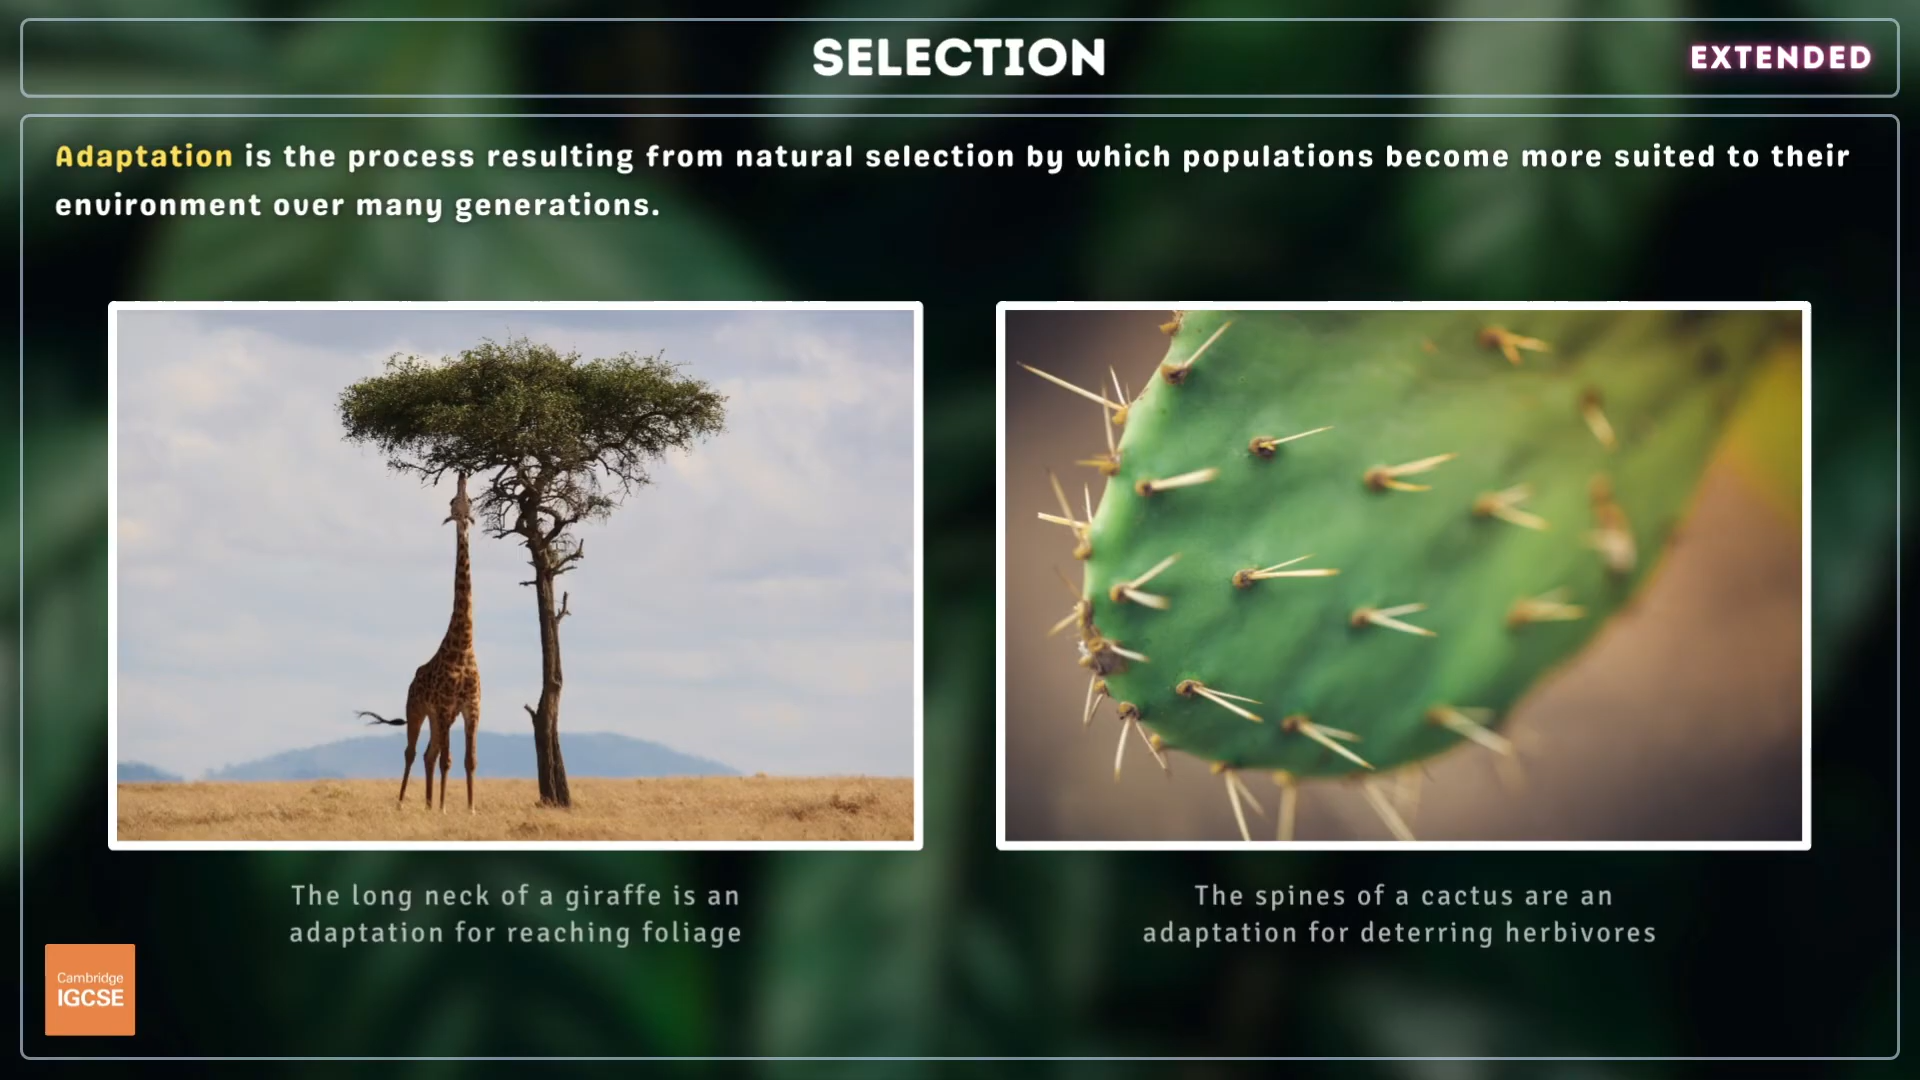 SELECTION
EXTENDED
Adaptation is the process resulting from natural selection by which populations become more suited to their
environment over many generations.
The long neck of a giraffe is an
adaptation for reaching foliage
The spines of a cactus are an
adaptation for deterring herbivores
Cambridge
IGCSE